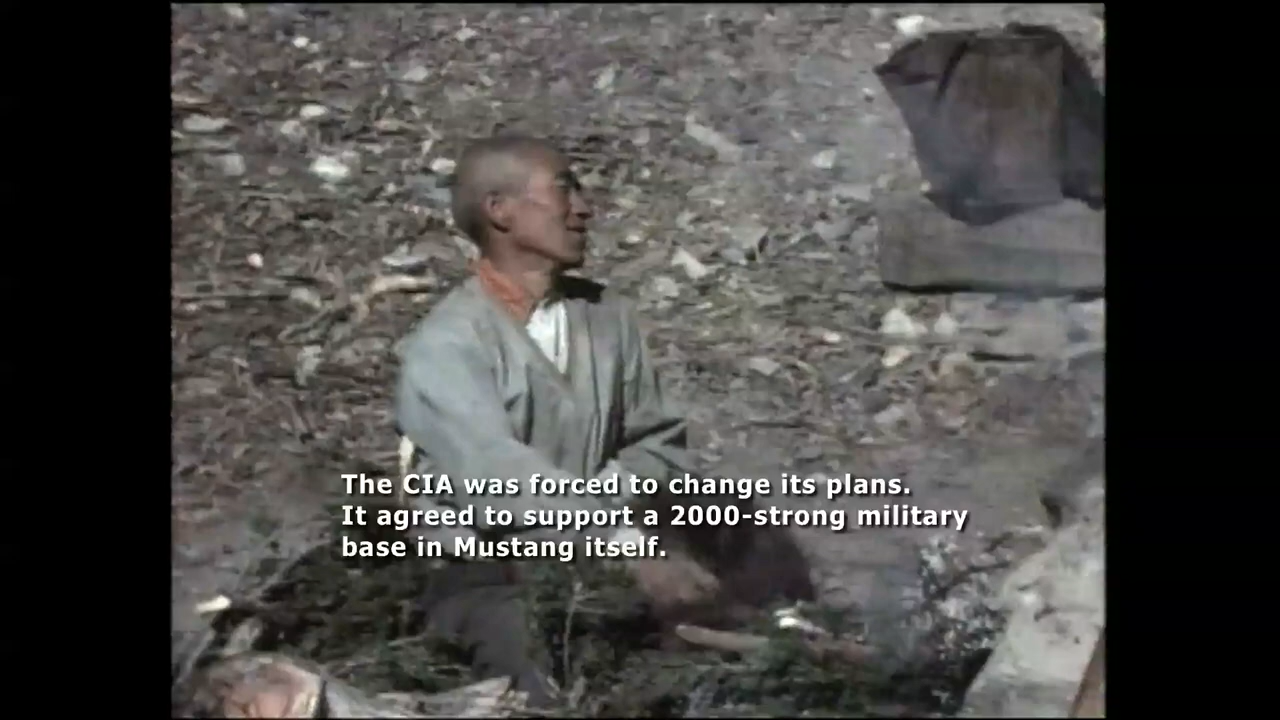 The CIA was forced to change its plans.
It agreed to support a 2000-strong military
base in Mustang itself.